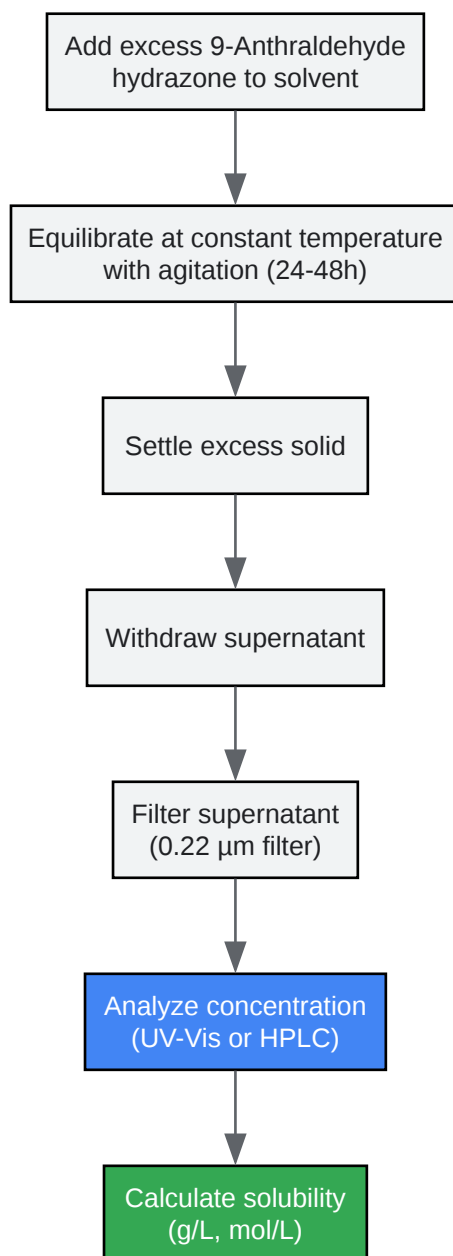 Add excess 9-Anthraldehyde
hydrazone to solvent
Equilibrate at constant temperature
with agitation (24-48h)
Settle excess solid
Withdraw supernatant
Filter supernatant
(0.22 µm filter)
Analyze concentration
(UV-Vis or HPLC)
Calculate solubility
(g/L, mol/L)